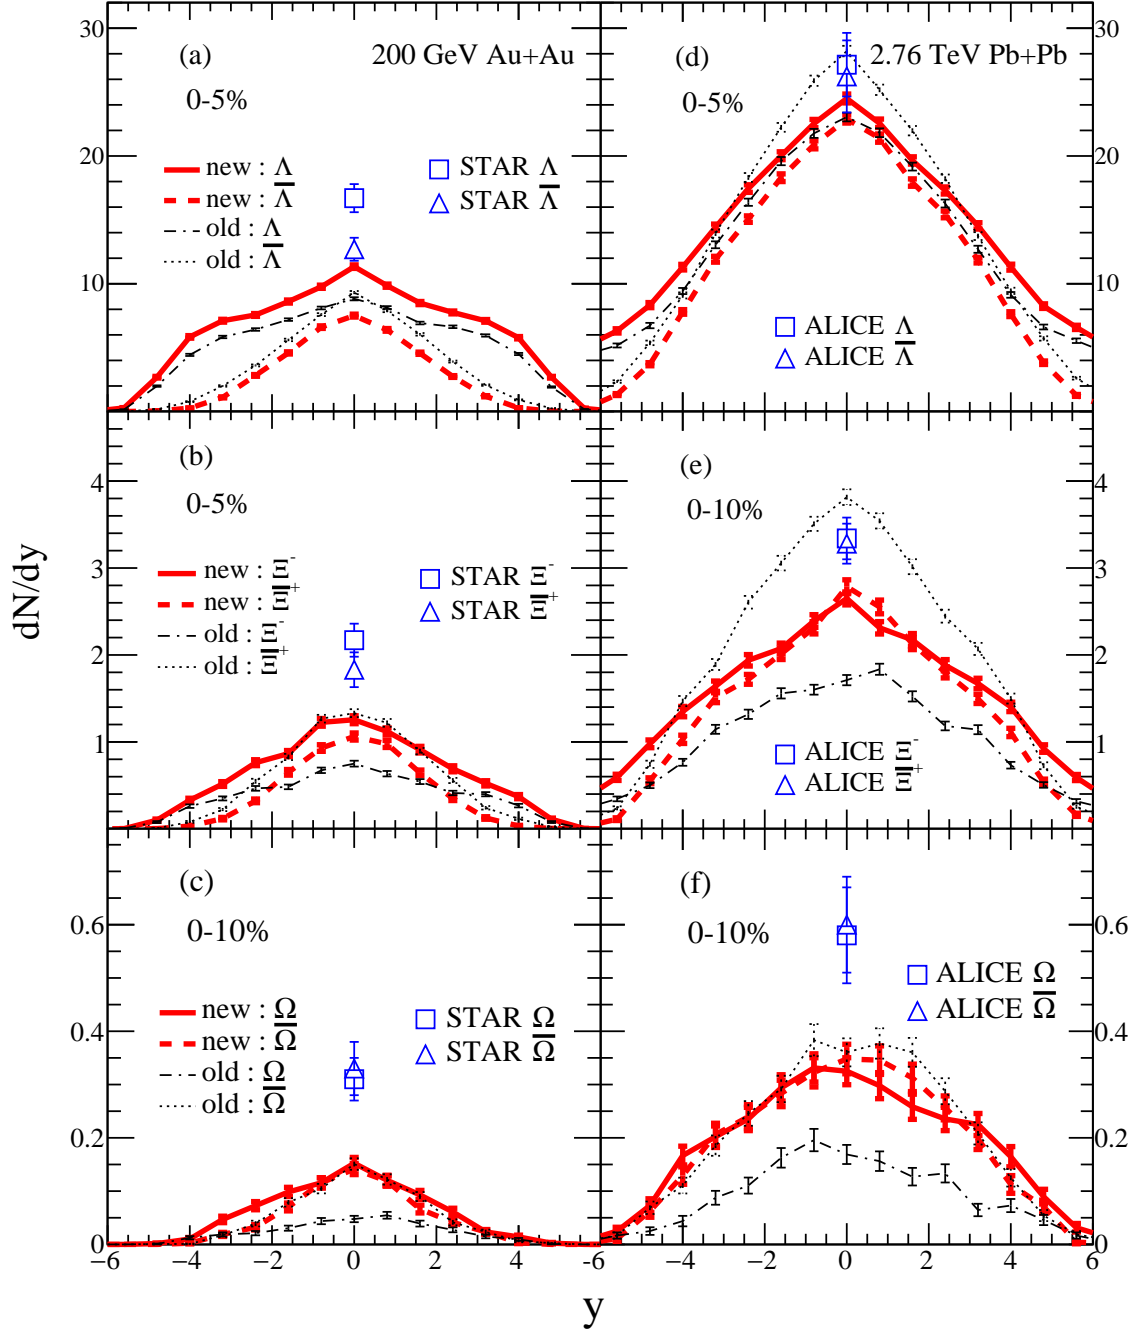 30
20
10
(a)
200 GeV Au+Au
0-5%
new : Λ
new : Λ̅
old : Λ
old : Λ̅
STAR Λ
STAR Λ̅
(d)
2.76 TeV Pb+Pb
0-5%
ALICE Λ
ALICE Λ̅
30
20
10
4
3
2
1
(b)
0-5%
new : Ξ⁻
new : Ξ̅⁺
old : Ξ⁻
old : Ξ̅⁺
STAR Ξ⁻
STAR Ξ̅⁺
(e)
0-10%
ALICE Ξ⁻
ALICE Ξ̅⁺
4
3
2
1
dN/dy
0.6
0.4
0.2
0
(c)
0-10%
new : Ω
new : Ω̅
old : Ω
old : Ω̅
STAR Ω
STAR Ω̅
(f)
0-10%
ALICE Ω
ALICE Ω̅
0.6
0.4
0.2
0
−6 −4 −2 0 2 4 -6 −4 −2 0 2 4 6
y